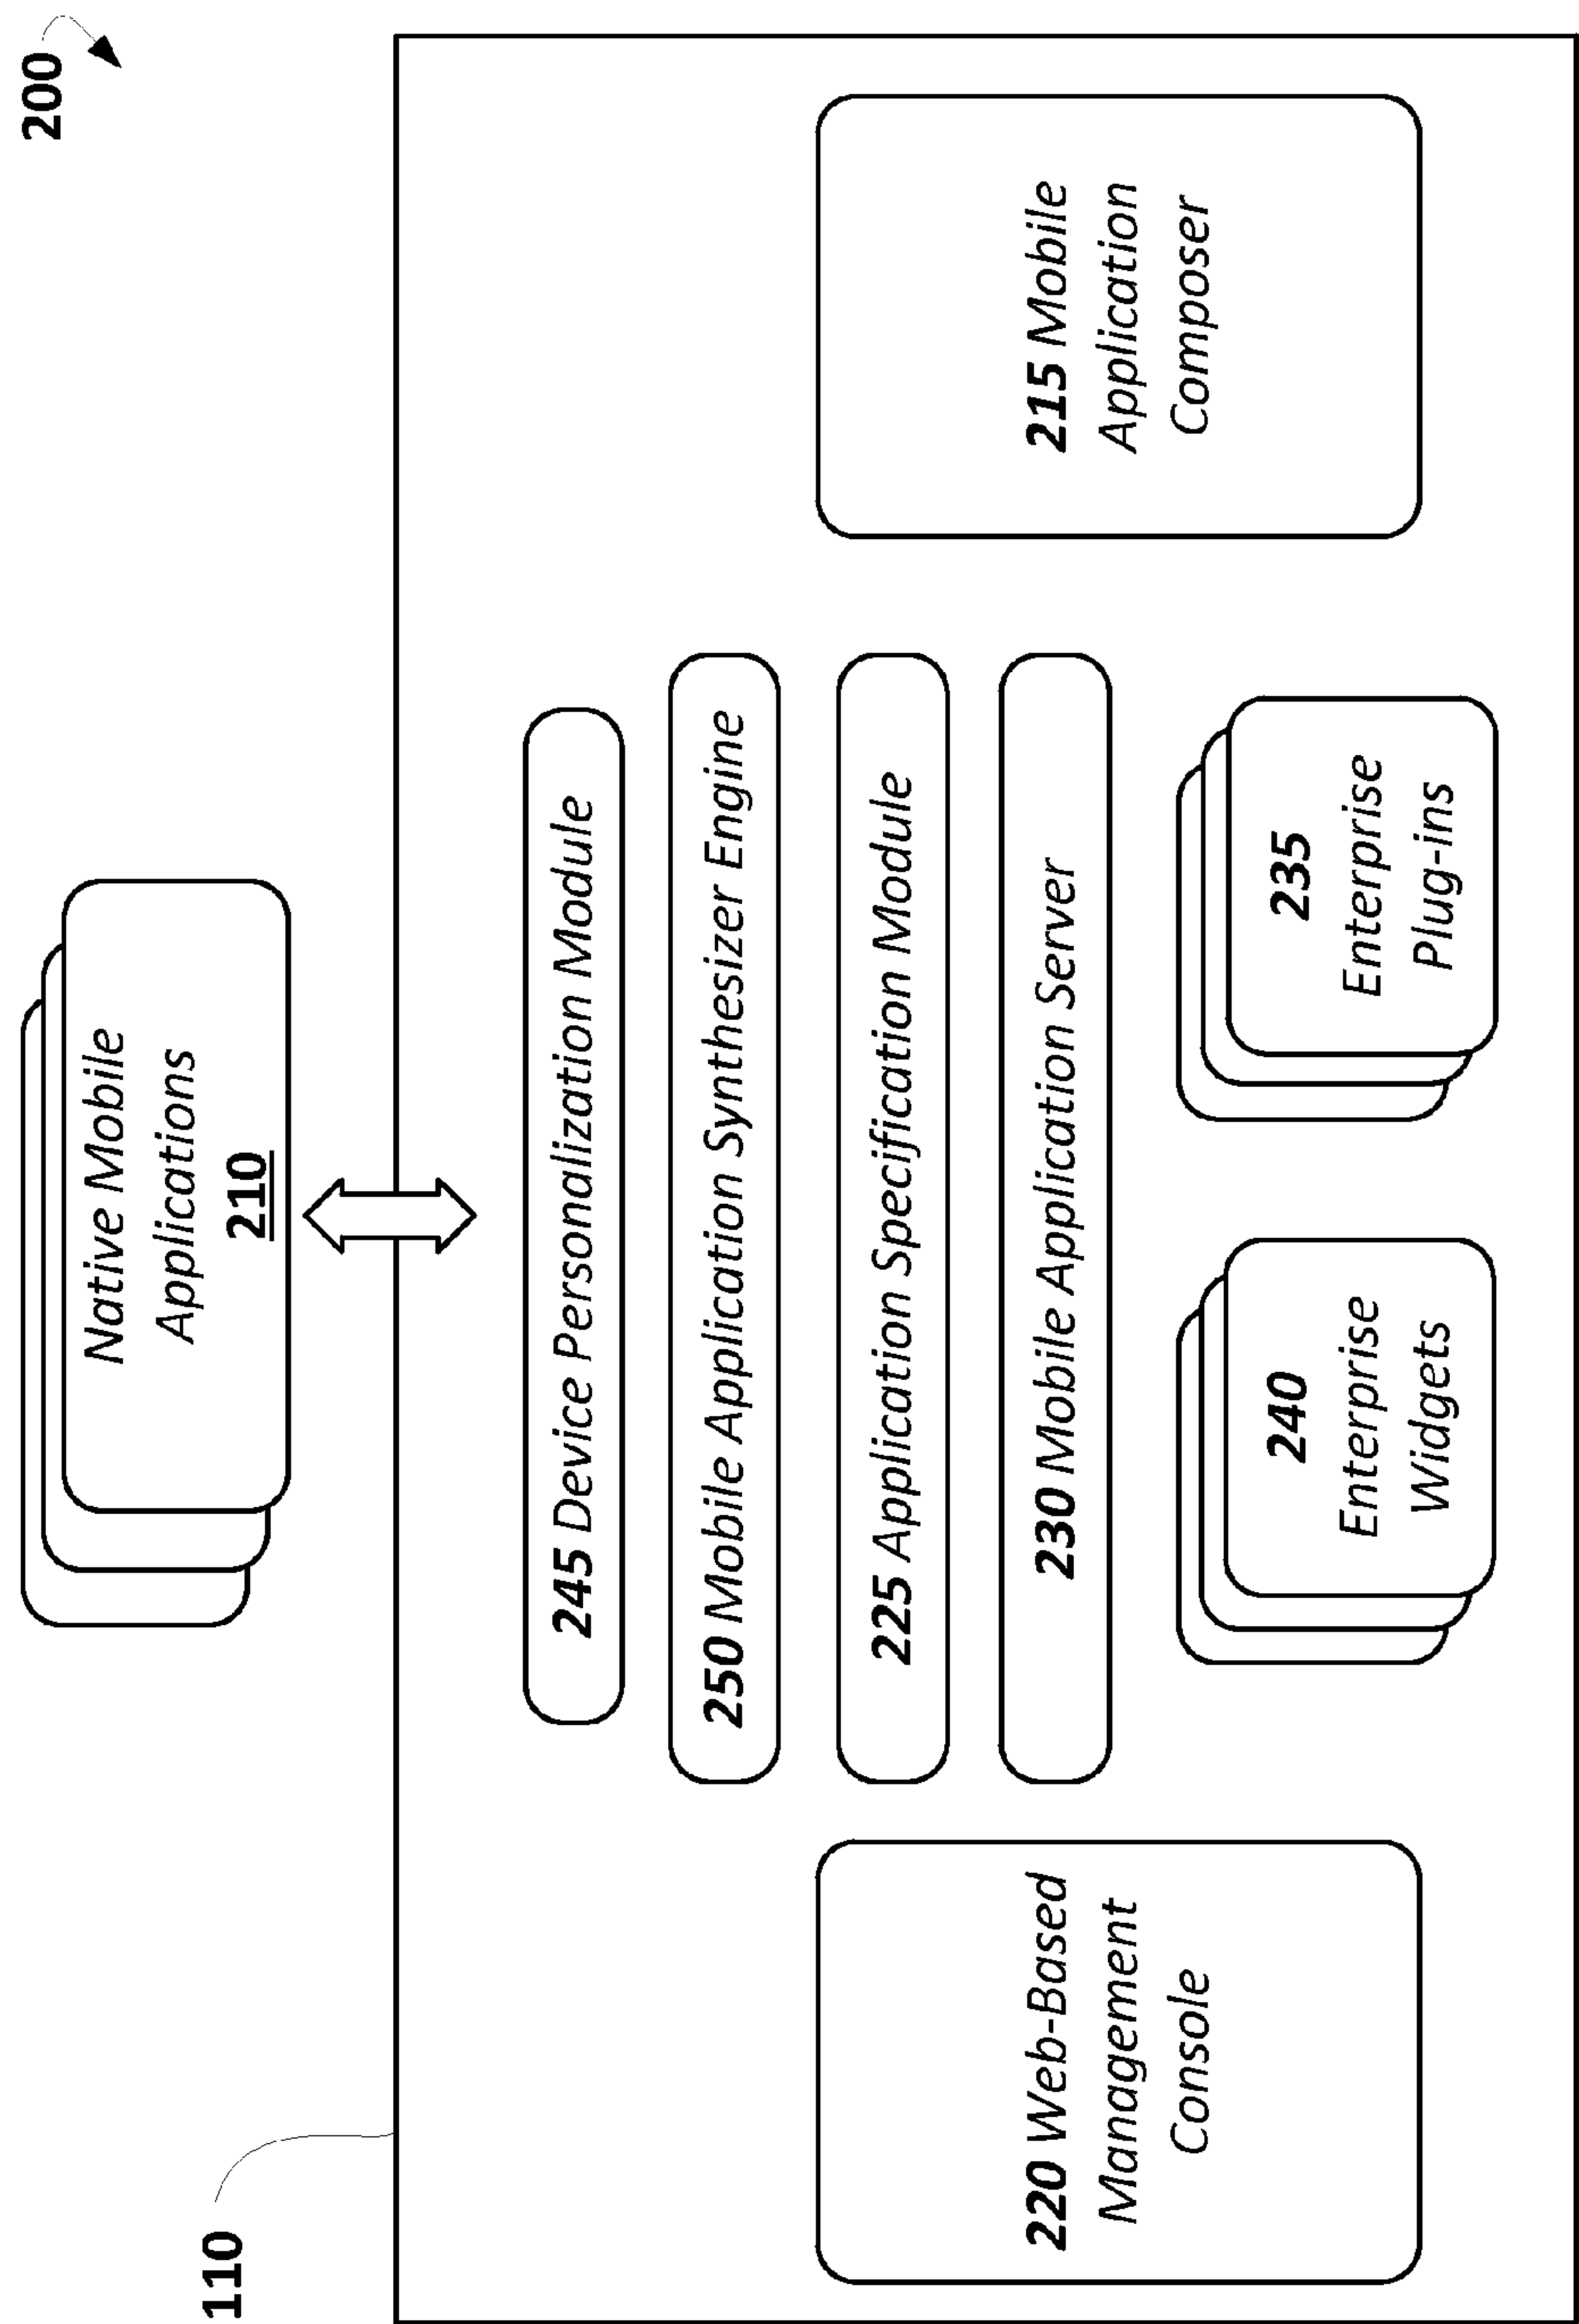 200
110
Native Mobile
Applications
210
245 Device Personalization Module
250 Mobile Application Synthesizer Engine
225 Application Specification Module
230 Mobile Application Server
220 Web-Based
Management
Console
240
Enterprise
Widgets
235
Enterprise
Plug-ins
215 Mobile
Application
Composer